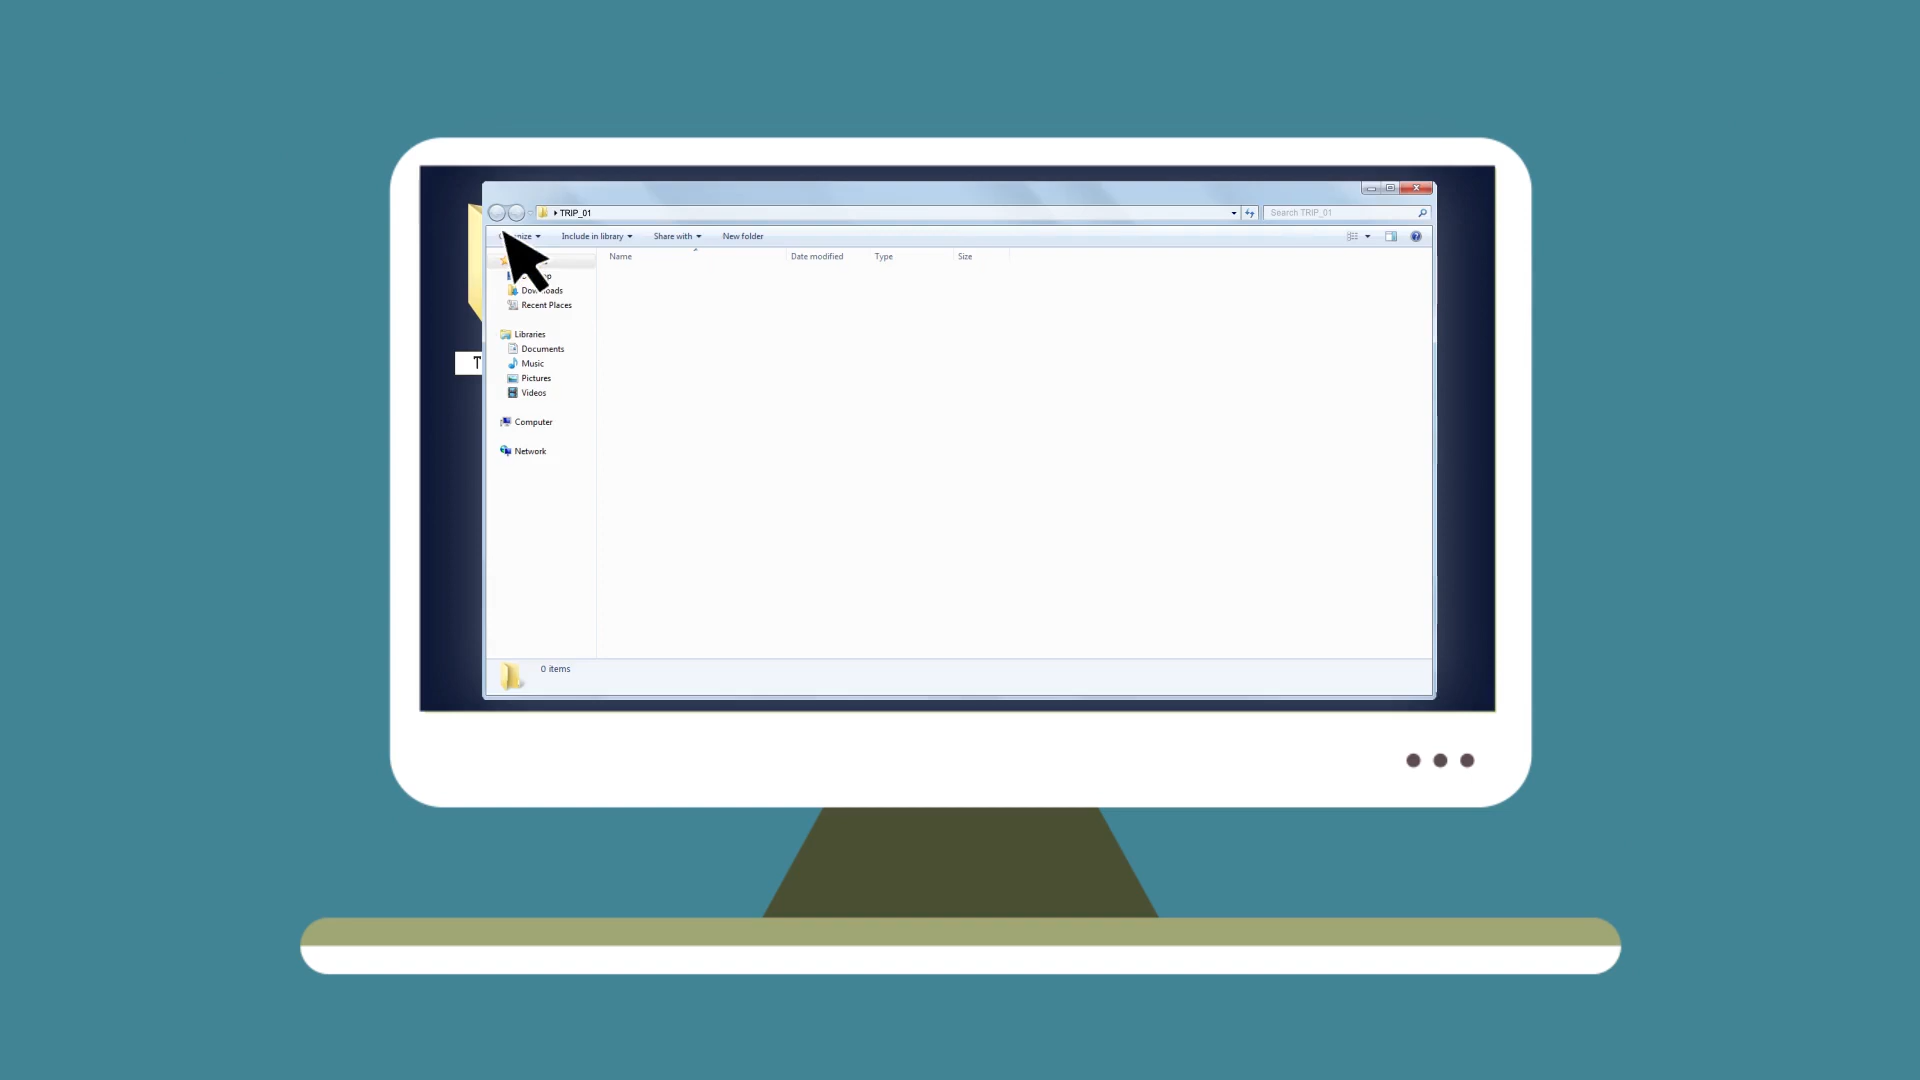 TRIP_01
Search TRIP_01
Include in library
Share with
New folder
Name
Date modified
Type
Size
Recent Places
Libraries
Documents
Music
Pictures
Videos
Computer
Network
0 items